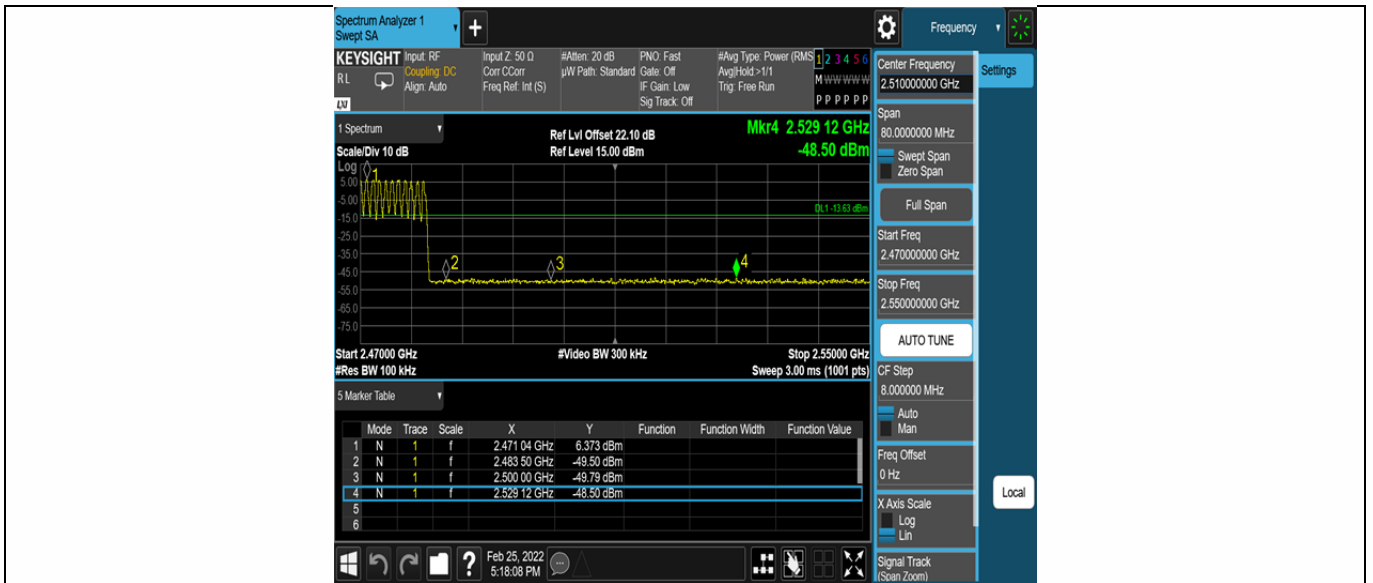 Spectrum Analyzer 1
Swept SA
+
Frequency
KEYSIGHT
RL
LXI
Input: RF
Coupling: DC
Align: Auto
Input Z: 50 Ω
Corr CCorr
Freq Ref: Int (S)
#Atten: 20 dB
µW Path: Standard
PNO: Fast
Gate: Off
IF Gain: Low
Sig Track: Off
#Avg Type: Power (RMS
Avg|Hold:>1/1
Trig: Free Run
1 2 3 4 5 6
M W W W W W
P P P P P P
Center Frequency
2.510000000 GHz
Settings
Span
80.0000000 MHz
Swept Span
Zero Span
Full Span
Start Freq
2.470000000 GHz
Stop Freq
2.550000000 GHz
AUTO TUNE
CF Step
8.000000 MHz
Auto
Man
Freq Offset
0 Hz
X Axis Scale
Log
Lin
Signal Track
(Span Zoom)
Local
1 Spectrum
Scale/Div 10 dB
Log
Ref Lvl Offset 22.10 dB
Ref Level 15.00 dBm
Mkr4 2.529 12 GHz
-48.50 dBm
5.00
-5.00
-15.0
-25.0
-35.0
-45.0
-55.0
-65.0
-75.0
1
2
3
4
DL1 -13.63 dBm
Start 2.47000 GHz
#Res BW 100 kHz
#Video BW 300 kHz
Stop 2.55000 GHz
Sweep 3.00 ms (1001 pts)
5 Marker Table
Mode Trace Scale X Y Function Function Width Function Value
1 N 1 f 2.471 04 GHz 6.373 dBm
2 N 1 f 2.483 50 GHz -49.50 dBm
3 N 1 f 2.500 00 GHz -49.79 dBm
4 N 1 f 2.529 12 GHz -48.50 dBm
5
6
?
Feb 25, 2022
5:18:08 PM